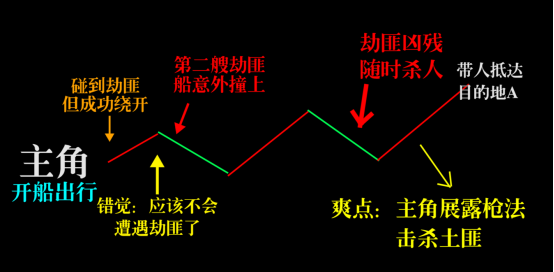 碰到劫匪
但成功绕开
第二艘劫匪
船意外撞上
劫匪凶残
随时杀人
带人抵达
目的地A
主角
开船出行
错觉：应该不会
遭遇劫匪了
爽点：主角展露枪法
击杀土匪